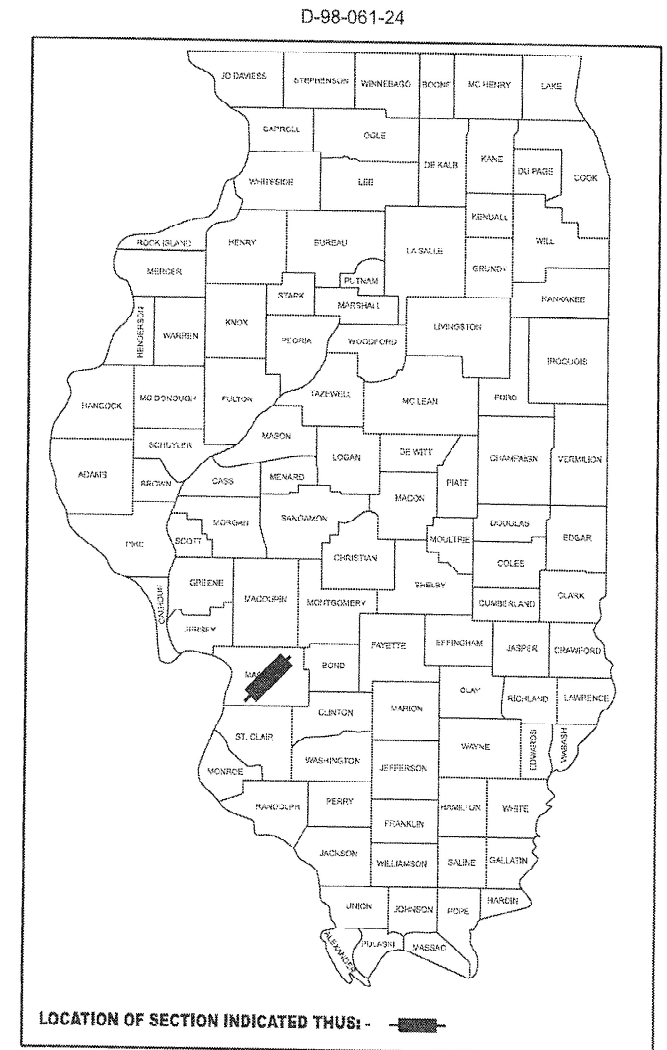 D-98-061-24
JO DAVIESS STEPHENSON WINNEBAGO BOONE MC HENRY LAKE
CARROLL OGLE DE KALB KANE DU PAGE COOK
WHITESIDE LEE KENDALL WILL
ROCK ISLAND HENRY BUREAU LA SALLE GRUNDY
MERCER PUTNAM KANKAKEE
STARK MARSHALL
HENDERSON WARREN KNOX PEORIA WOODFORD LIVINGSTON IROQUOIS
HANCOCK MC DONOUGH FULTON TAZEWELL MC LEAN FORD
MASON
SCHUYLER LOGAN DE WITT CHAMPAIGN VERMILION
ADAMS BROWN CASS MENARD MACON PIATT
PIKE SCOTT MORGAN SANGAMON MOULTRIE DOUGLAS EDGAR
CHRISTIAN COLES
CALHOUN GREENE MACOUPIN MONTGOMERY SHELBY CUMBERLAND CLARK
JERSEY
BOND FAYETTE EFFINGHAM JASPER CRAWFORD
MA
CLINTON MARION CLAY RICHLAND LAWRENCE
ST. CLAIR WAYNE EDWARDS WABASH
MONROE WASHINGTON JEFFERSON
RANDOLPH PERRY HAMILTON WHITE
FRANKLIN
JACKSON WILLIAMSON SALINE GALLATIN
UNION JOHNSON POPE HARDIN
ALEXANDER PULASKI MASSAC
LOCATION OF SECTION INDICATED THUS: -